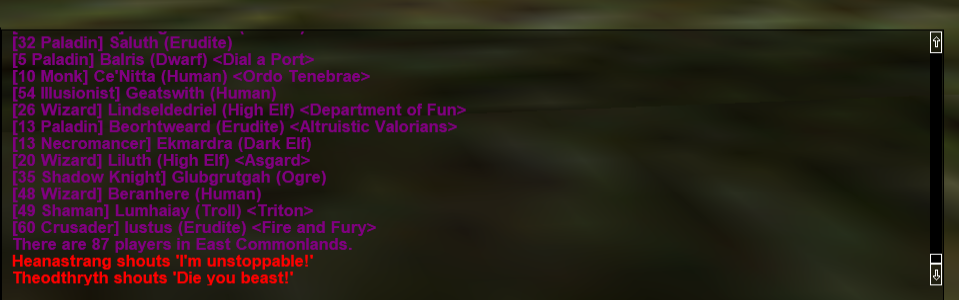 [32 Paladin] Saluth (Erudite)
[5 Paladin] Balris (Dwarf) <Dial a Port>
[10 Monk] Ce'Nitta (Human) <Ordo Tenebrae>
[54 Illusionist] Geatswith (Human)
[26 Wizard] Lindseldedriel (High Elf) <Department of Fun>
[13 Paladin] Beorhtweard (Erudite) <Altruistic Valorians>
[13 Necromancer] Ekmardra (Dark Elf)
[20 Wizard] Liluth (High Elf) <Asgard>
[35 Shadow Knight] Glubgrutgah (Ogre)
[48 Wizard] Beranhere (Human)
[49 Shaman] Lumhaiay (Troll) <Triton>
[60 Crusader] Iustus (Erudite) <Fire and Fury>
There are 87 players in East Commonlands.
Heanastrang shouts 'I'm unstoppable!'
Theodthryth shouts 'Die you beast!'